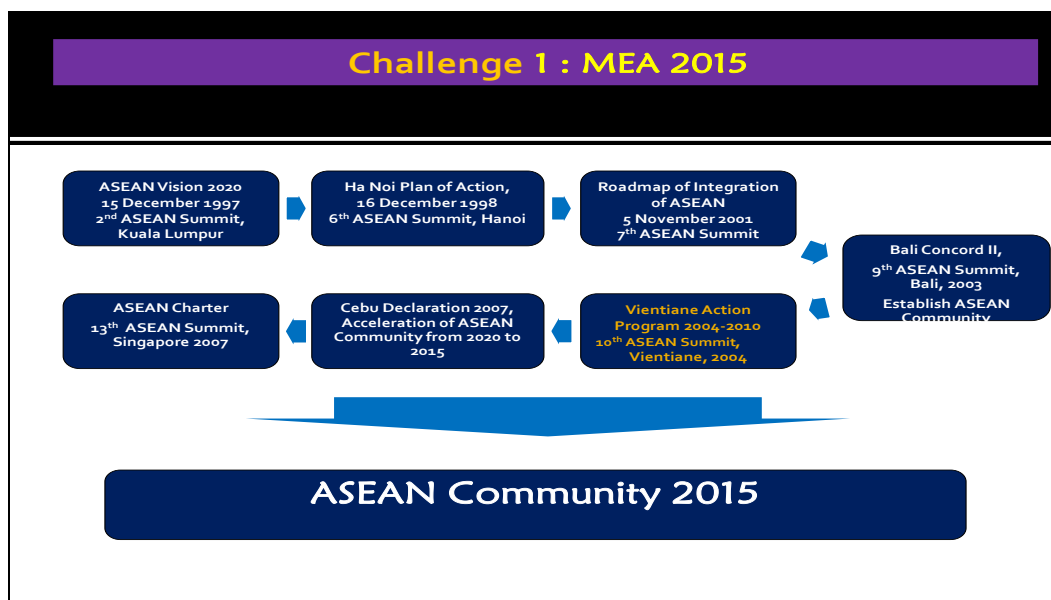 Challenge 1 : MEA 2015
ASEAN Vision 2020
15 December 1997
2nd ASEAN Summit,
Kuala Lumpur
Ha Noi Plan of Action,
16 December 1998
6th ASEAN Summit, Hanoi
Roadmap of Integration
of ASEAN
5 November 2001
7th ASEAN Summit
Bali Concord II,
9th ASEAN Summit,
Bali, 2003
Establish ASEAN
Community
Vientiane Action
Program 2004-2010
10th ASEAN Summit,
Vientiane, 2004
Cebu Declaration 2007,
Acceleration of ASEAN
Community from 2020 to
2015
ASEAN Charter
13th ASEAN Summit,
Singapore 2007
ASEAN Community 2015